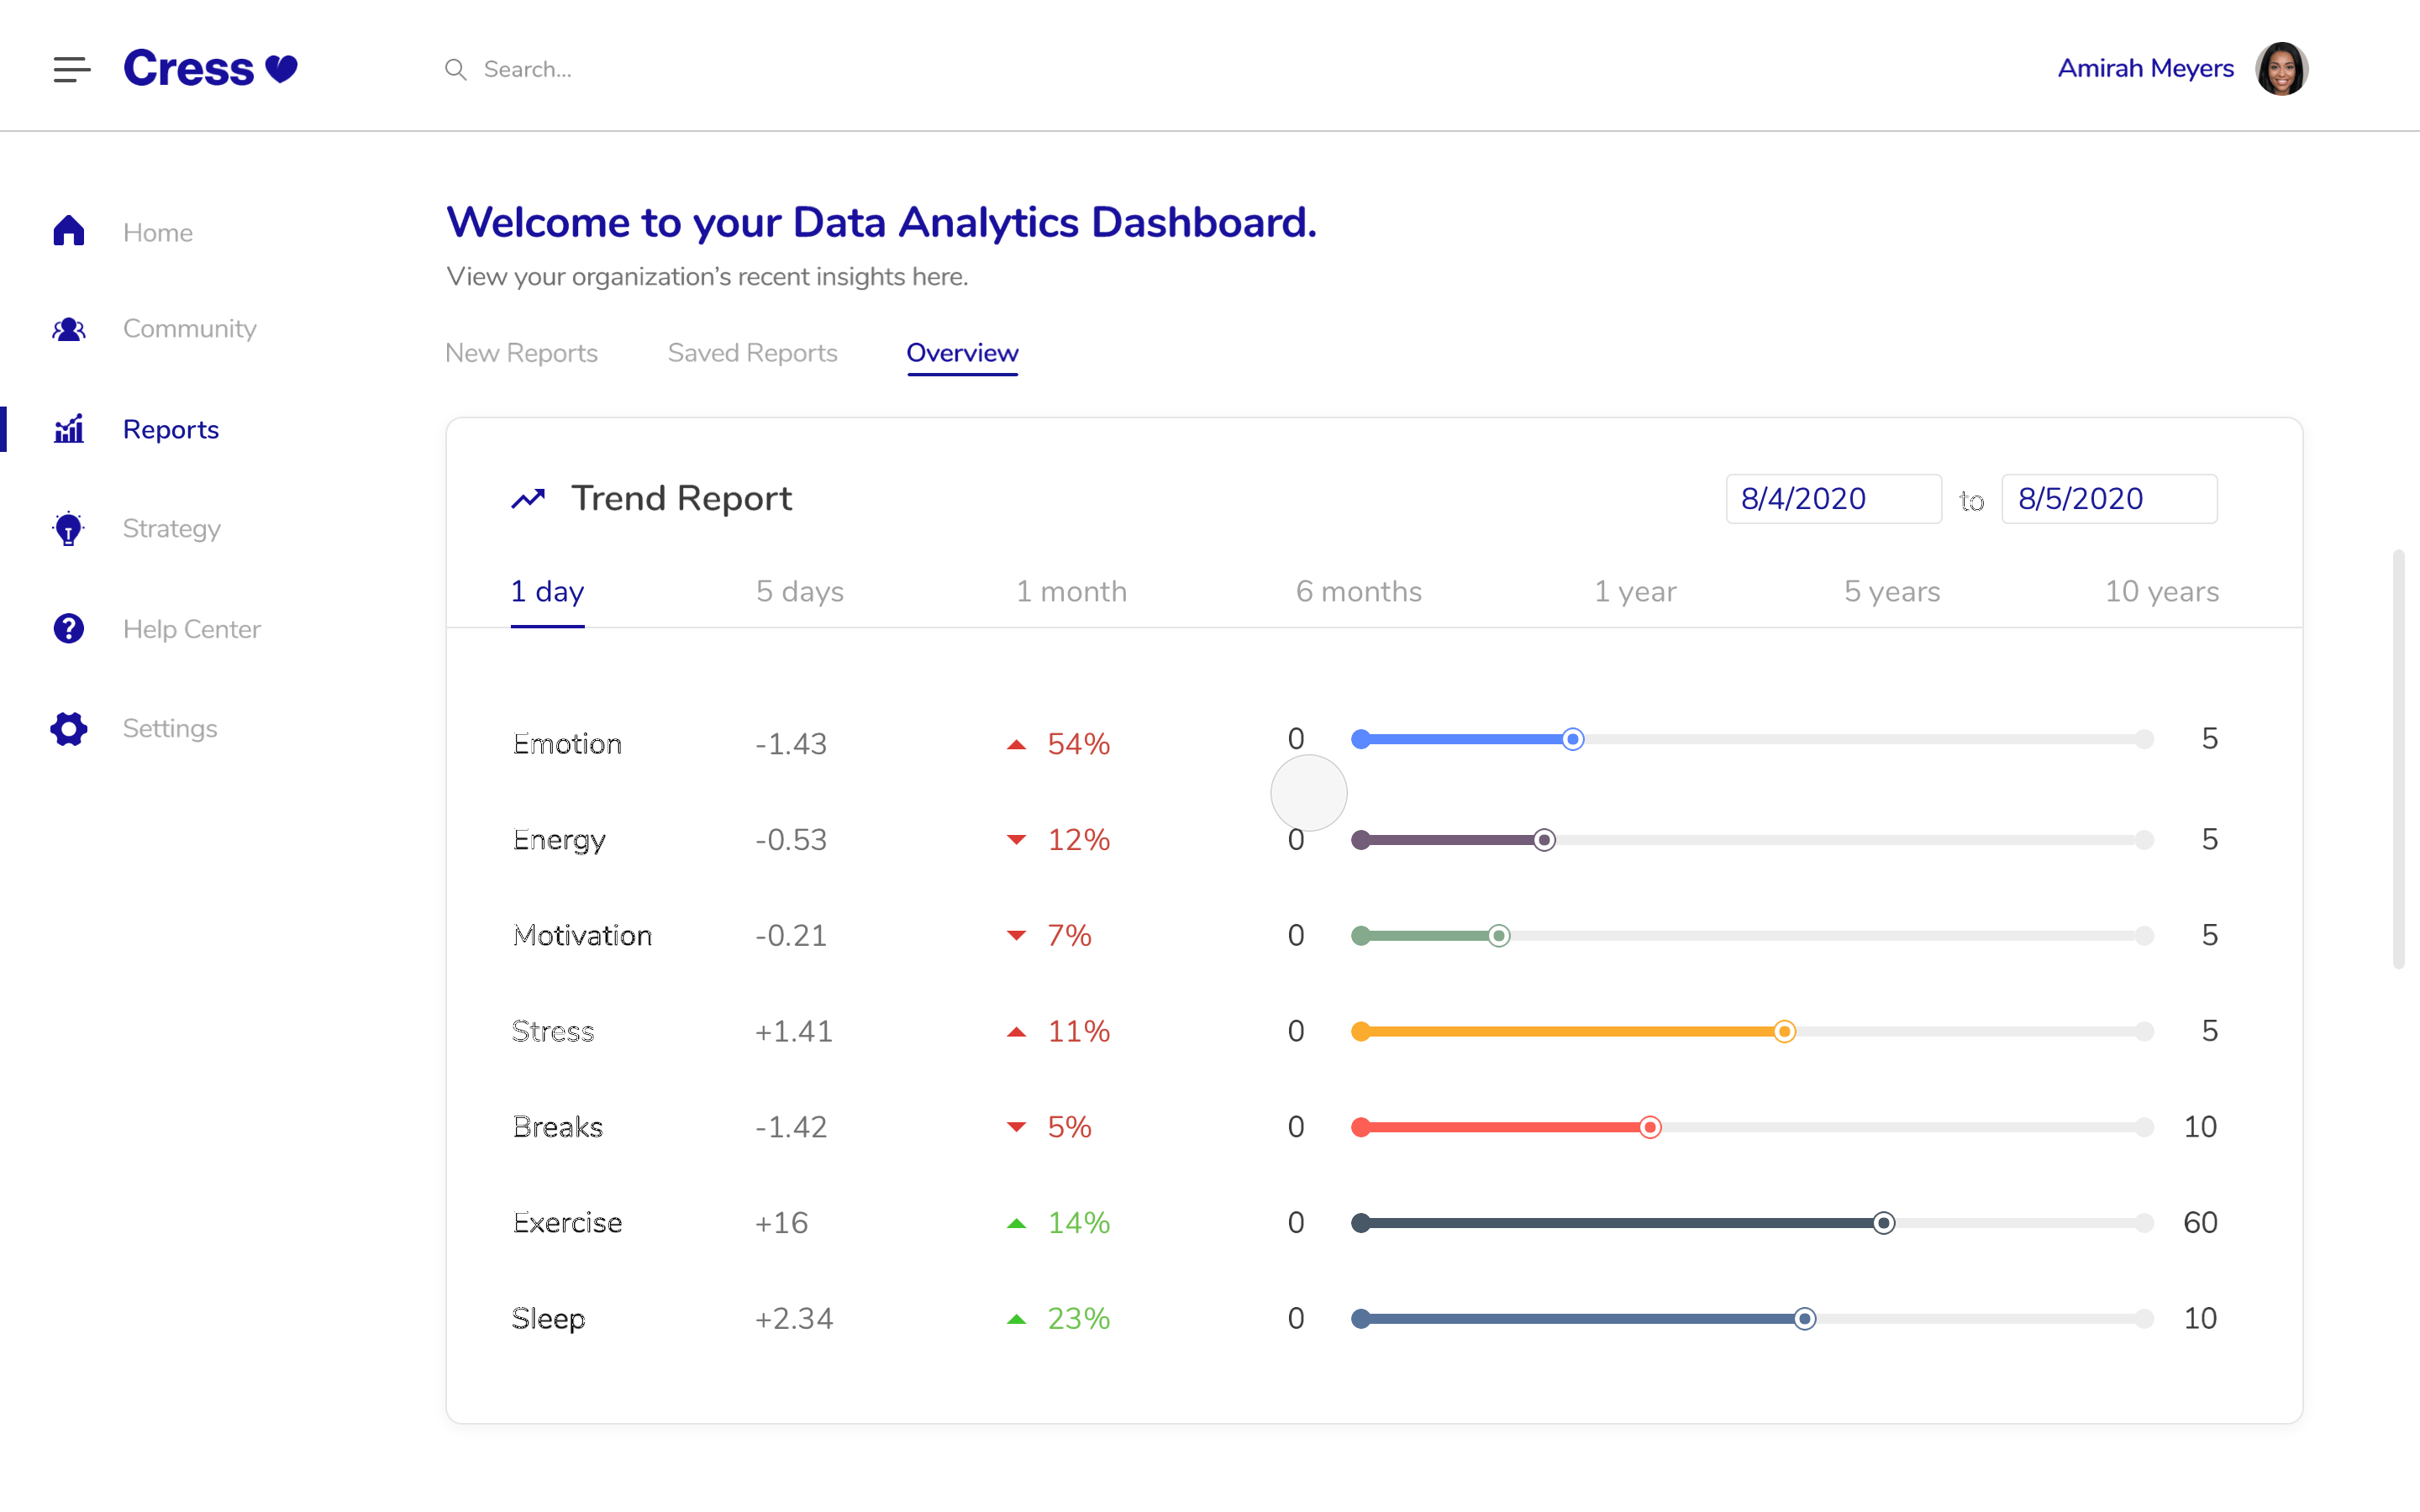 Cress
Search...
Amirah Meyers
Home
Community
Reports
Strategy
Help Center
Settings
Welcome to your Data Analytics Dashboard.
View your organization’s recent insights here.
New Reports Saved Reports Overview
Trend Report 8/4/2020 to 8/5/2020
1 day 5 days 1 month 6 months 1 year 5 years 10 years
Emotion -1.43 54% 0 5
Energy -0.53 12% 0 5
Motivation -0.21 7% 0 5
Stress +1.41 11% 0 5
Breaks -1.42 5% 0 10
Exercise +16 14% 0 60
Sleep +2.34 23% 0 10